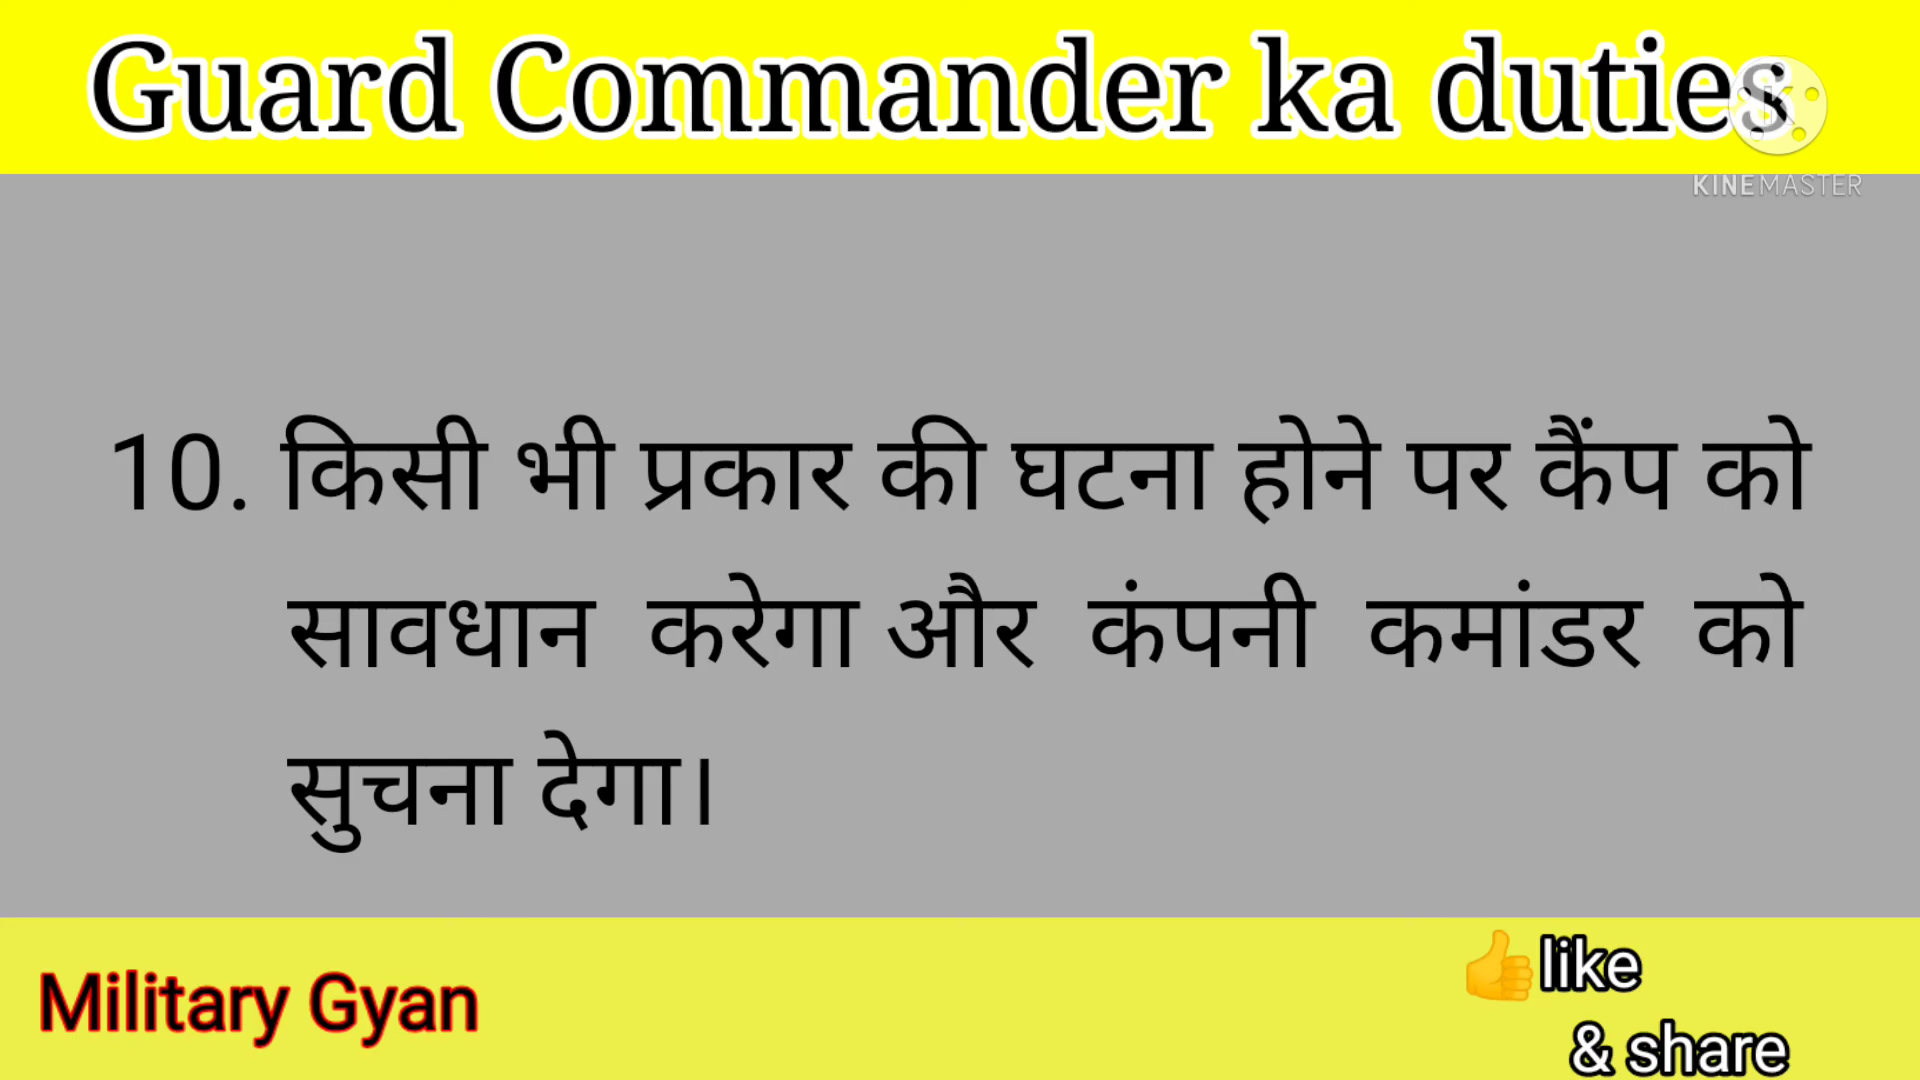 Guard Commander ka duties
KINEMASTER
10. किसी भी प्रकार की घटना होने पर कैंप को
सावधान करेगा और कंपनी कमांडर को
सुचना देगा।
Military Gyan
👍like
& share